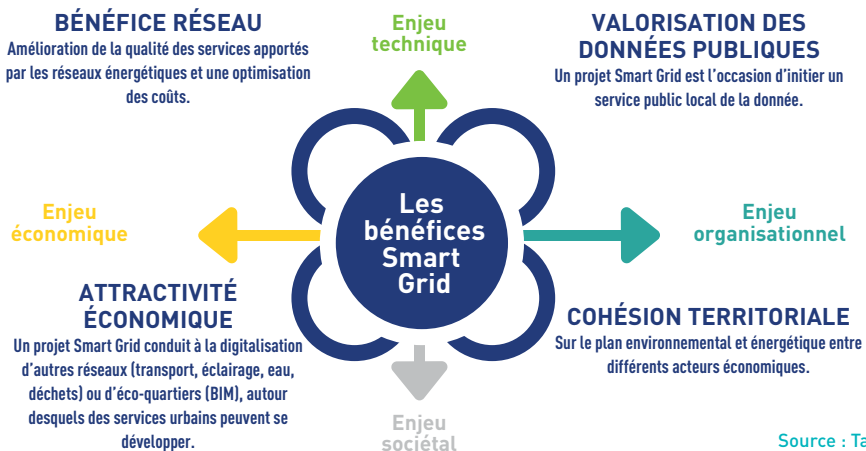 BÉNÉFICE RÉSEAU
Amélioration de la qualité des services apportés
par les réseaux énergétiques et une optimisation
des coûts.
Enjeu
technique
VALORISATION DES
DONNÉES PUBLIQUES
Un projet Smart Grid est l'occasion d'initier un
service public local de la donnée.
Enjeu
économique
Les
bénéfices
Smart
Grid
Enjeu
organisationnel
ATTRACTIVITÉ
ÉCONOMIQUE
Un projet Smart Grid conduit à la digitalisation
d'autres réseaux (transport, éclairage, eau,
déchets) ou d'éco-quartiers (BIM), autour
desquels des services urbains peuvent se
développer.
COHÉSION TERRITORIALE
Sur le plan environnemental et énergétique entre
différents acteurs économiques.
Enjeu
sociétal
Source : Ta